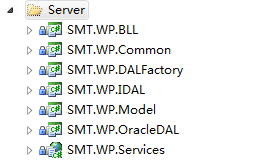 Server
SMT.WP.BLL
SMT.WP.Common
SMT.WP.DALFactory
SMT.WP.IDAL
SMT.WP.Model
SMT.WP.OracleDAL
SMT.WP.Services